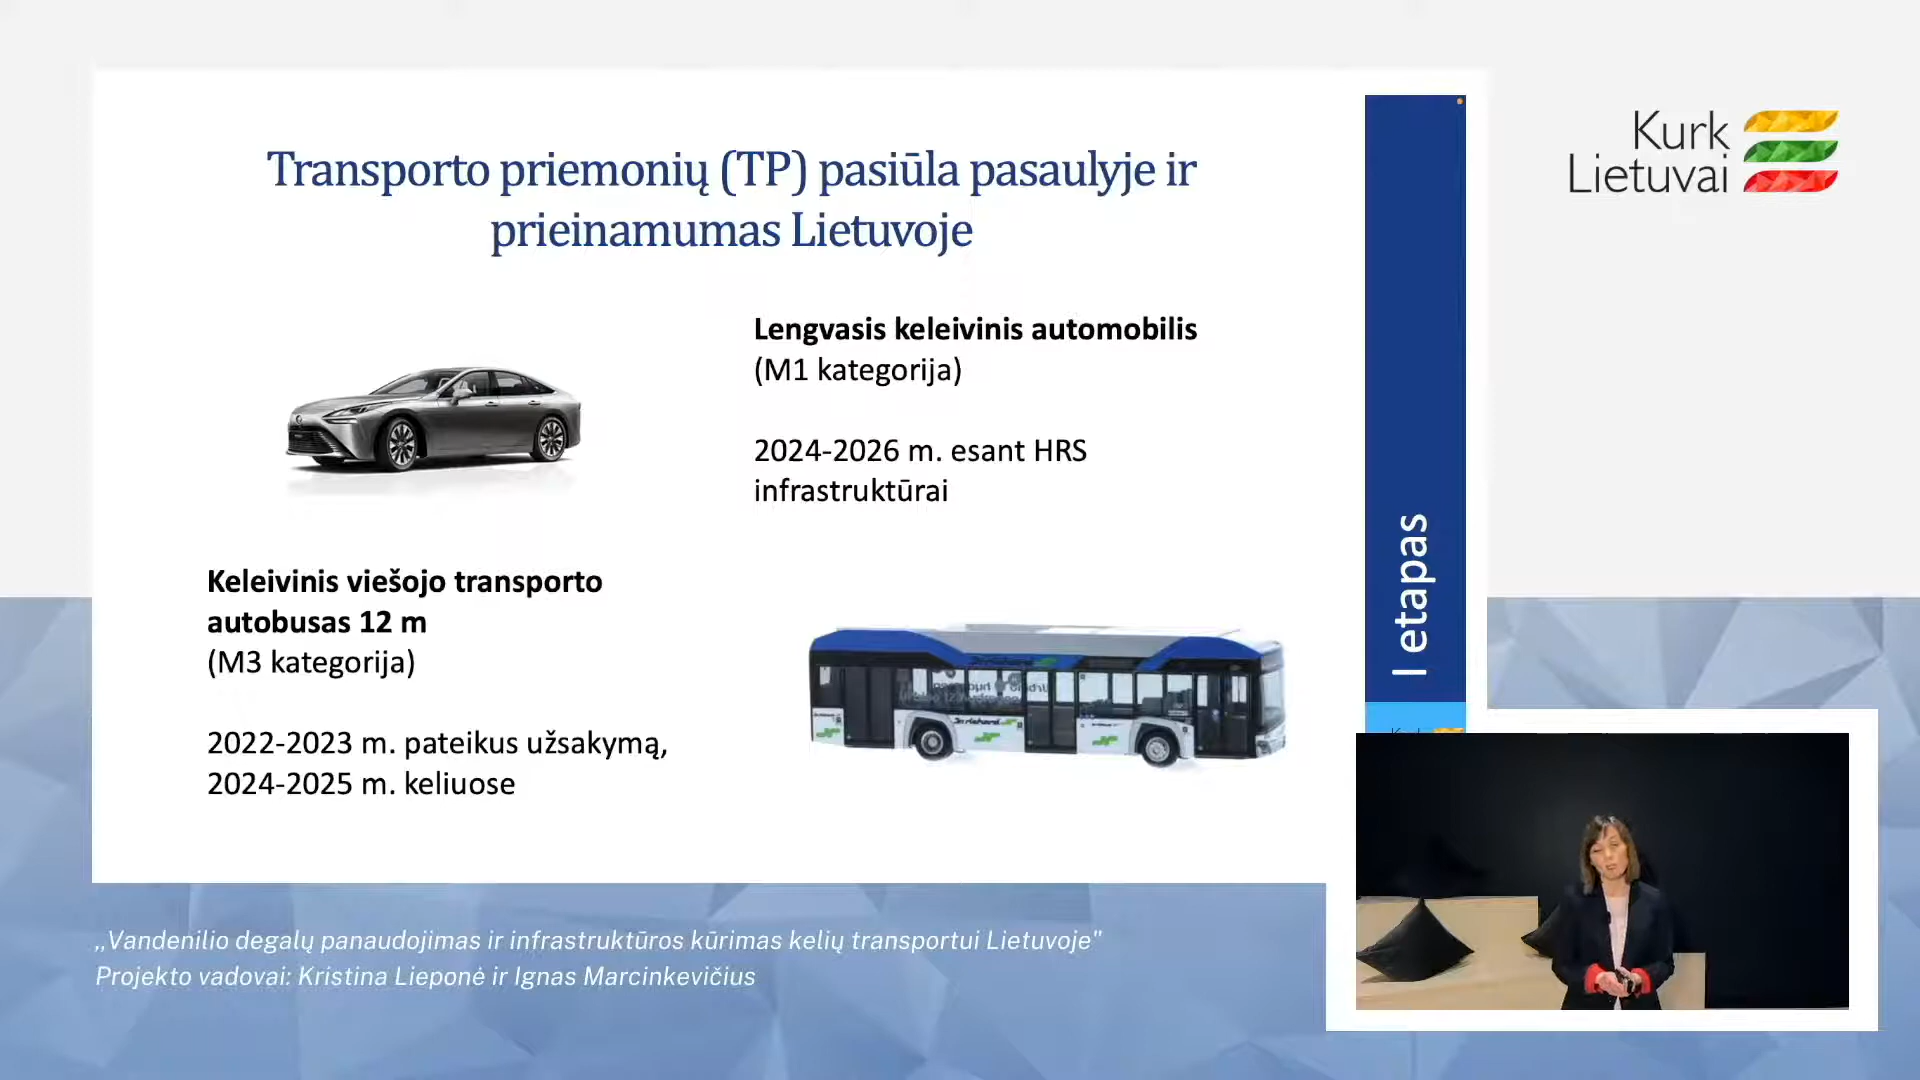 Transporto priemonių (TP) pasiūla pasaulyje ir
prieinamumas Lietuvoje
Lengvasis keleivinis automobilis
(M1 kategorija)
2024-2026 m. esant HRS
infrastruktūrai
Keleivinis viešojo transporto
autobusas 12 m
(M3 kategorija)
2022-2023 m. pateikus užsakymą,
2024-2025 m. keliuose
I etapas
Kurk
Lietuvai
,,Vandenilio degalų panaudojimas ir infrastruktūros kūrimas kelių transportui Lietuvoje"
Projekto vadovai: Kristina Lieponė ir Ignas Marcinkevičius